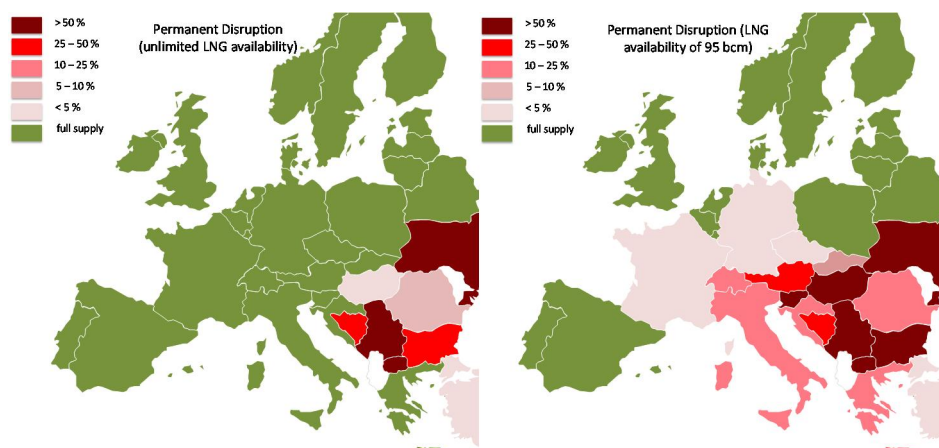 Permanent Disruption
(unlimited LNG availability)
> 50 %
25 – 50 %
10 – 25 %
5 – 10 %
< 5 %
full supply
Permanent Disruption (LNG
availability of 95 bcm)
> 50 %
25 – 50 %
10 – 25 %
5 – 10 %
< 5 %
full supply